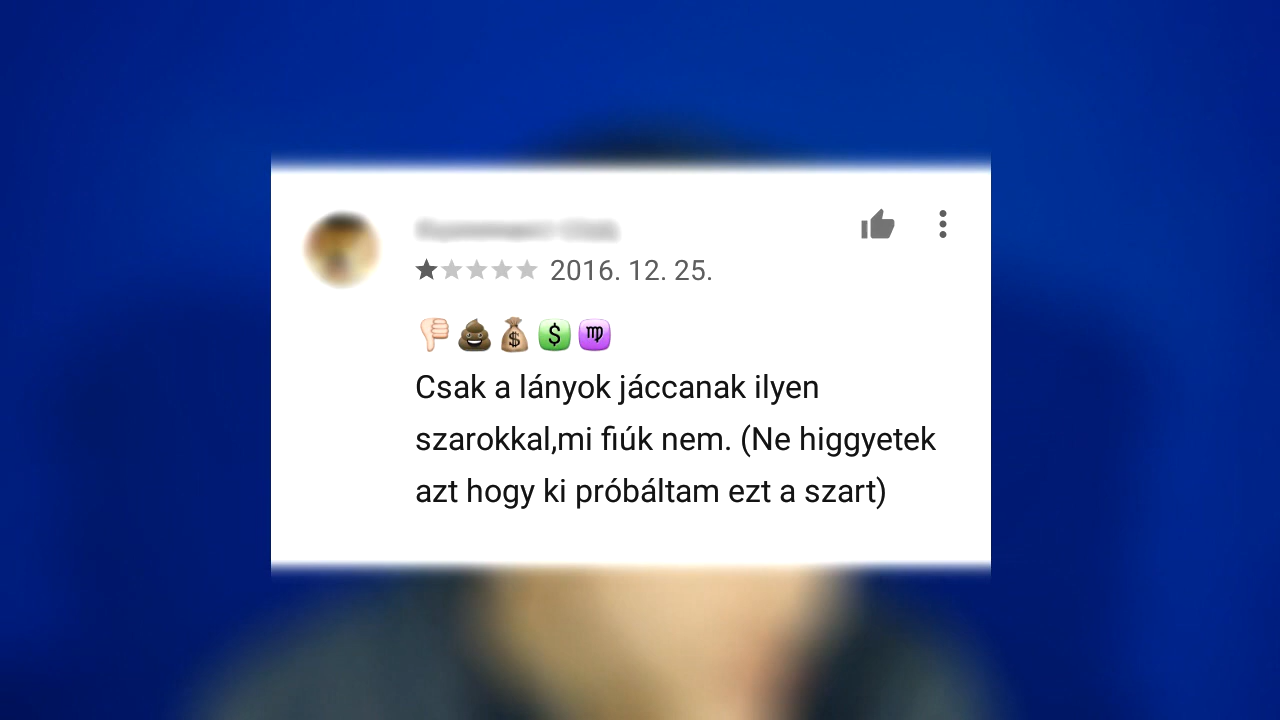 2016. 12. 25.
👎🏻💩💰💲♍
Csak a lányok jáccanak ilyen
szarokkal,mi fiúk nem. (Ne higgyetek
azt hogy ki próbáltam ezt a szart)